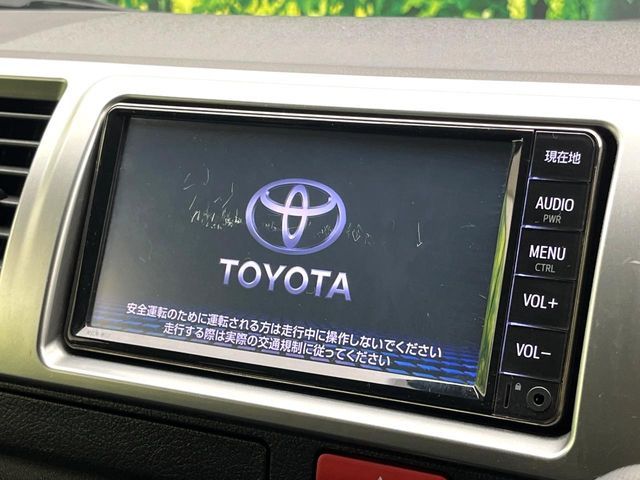 現在地
AUDIO
PWR
MENU
CTRL
VOL+
VOL−
TOYOTA
安全運転のために運転される方は走行中に操作しないでください
走行する際は実際の交通規制に従ってください